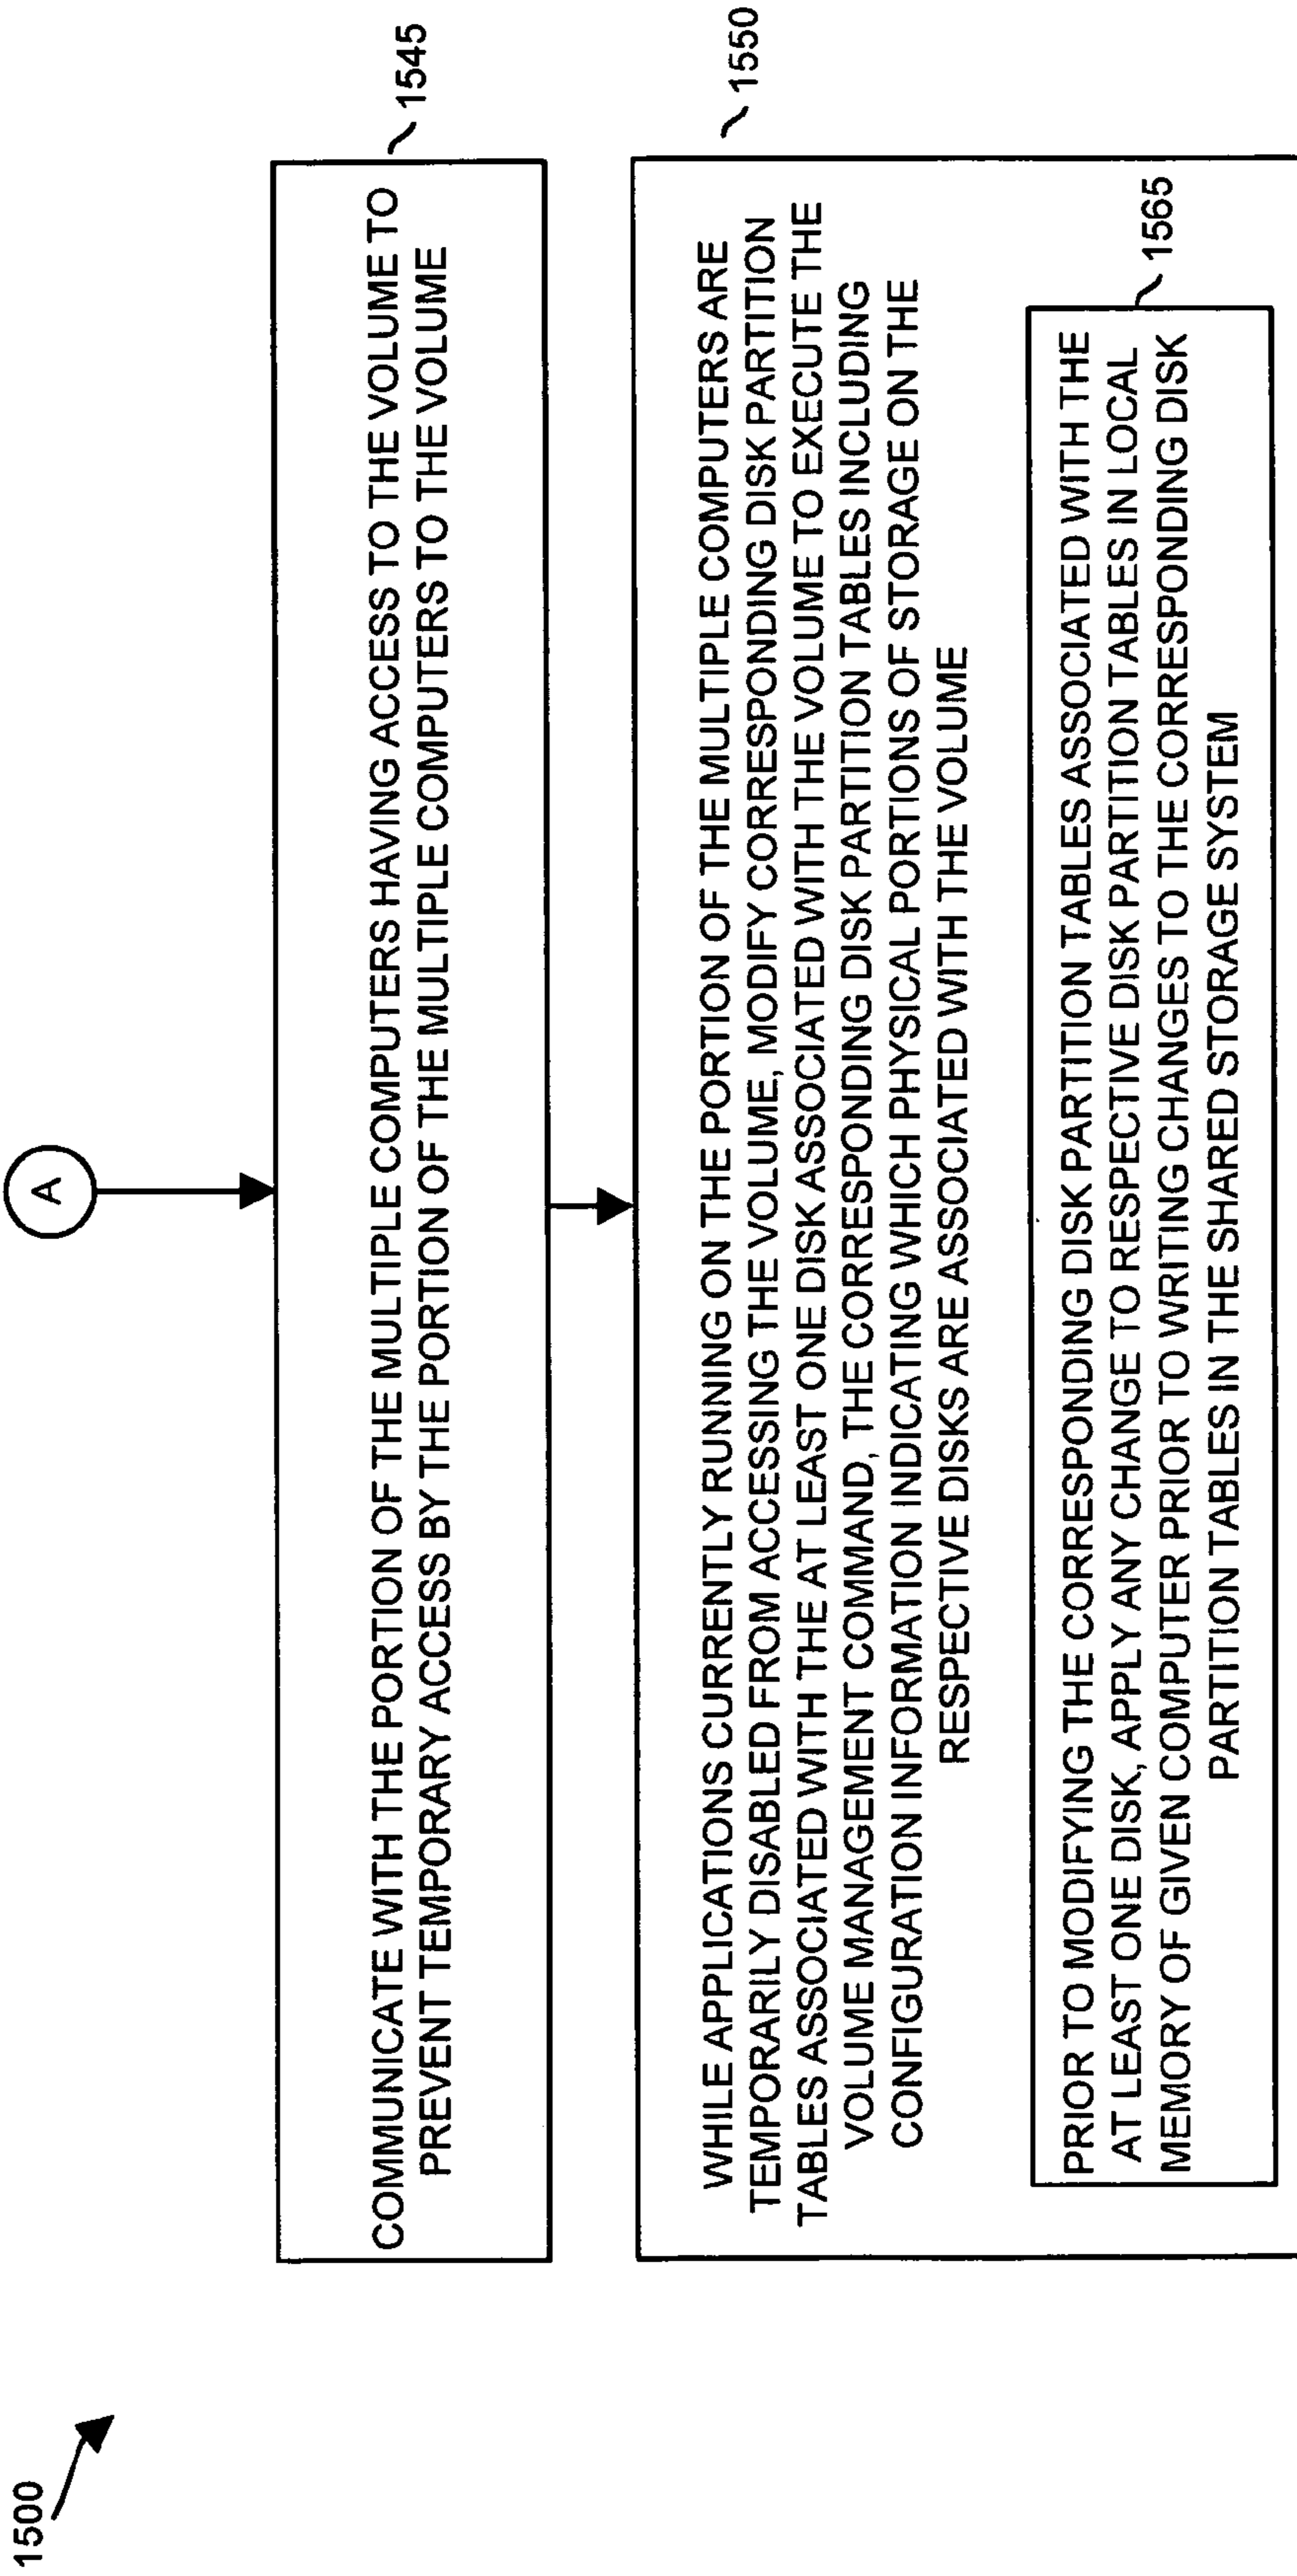 1500
A
COMMUNICATE WITH THE PORTION OF THE MULTIPLE COMPUTERS HAVING ACCESS TO THE VOLUME TO
PREVENT TEMPORARY ACCESS BY THE PORTION OF THE MULTIPLE COMPUTERS TO THE VOLUME
1545
WHILE APPLICATIONS CURRENTLY RUNNING ON THE PORTION OF THE MULTIPLE COMPUTERS ARE
TEMPORARILY DISABLED FROM ACCESSING THE VOLUME, MODIFY CORRESPONDING DISK PARTITION
TABLES ASSOCIATED WITH THE AT LEAST ONE DISK ASSOCIATED WITH THE VOLUME TO EXECUTE THE
VOLUME MANAGEMENT COMMAND, THE CORRESPONDING DISK PARTITION TABLES INCLUDING
CONFIGURATION INFORMATION INDICATING WHICH PHYSICAL PORTIONS OF STORAGE ON THE
RESPECTIVE DISKS ARE ASSOCIATED WITH THE VOLUME
1550
PRIOR TO MODIFYING THE CORRESPONDING DISK PARTITION TABLES ASSOCIATED WITH THE
AT LEAST ONE DISK, APPLY ANY CHANGE TO RESPECTIVE DISK PARTITION TABLES IN LOCAL
MEMORY OF GIVEN COMPUTER PRIOR TO WRITING CHANGES TO THE CORRESPONDING DISK
PARTITION TABLES IN THE SHARED STORAGE SYSTEM
1565